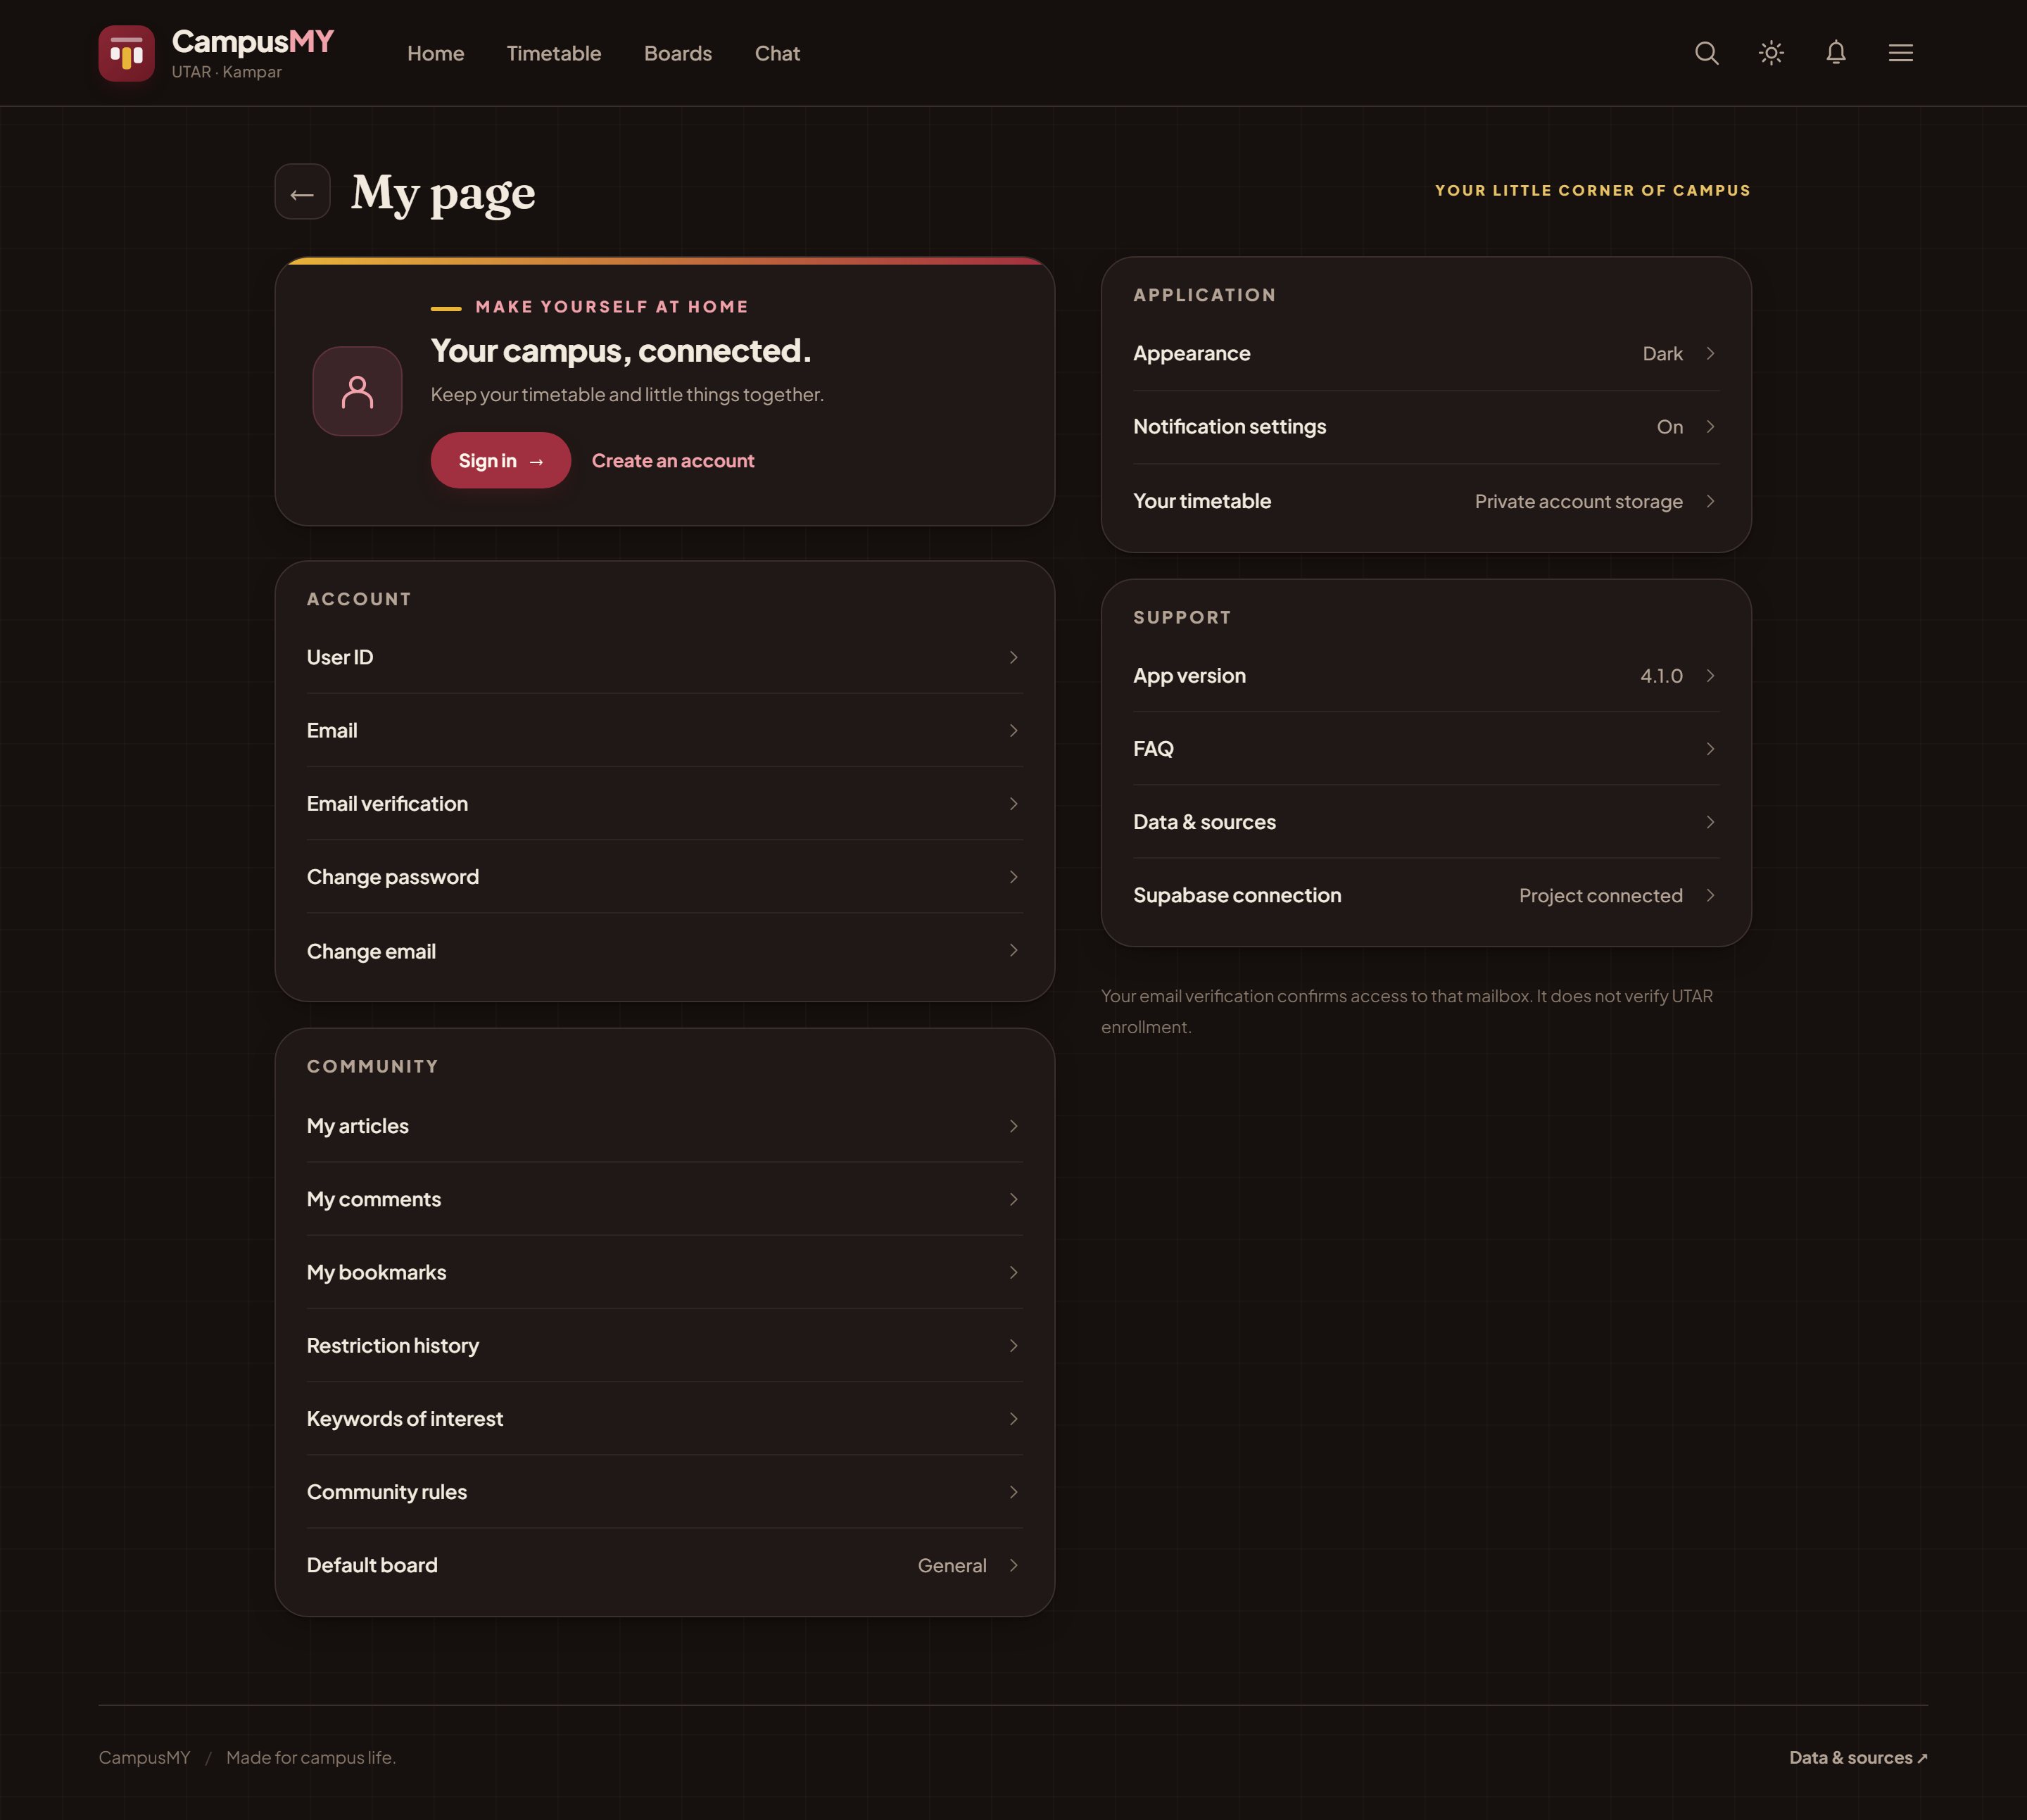 CampusMY
UTAR · Kampar
Home
Timetable
Boards
Chat
←
My page
YOUR LITTLE CORNER OF CAMPUS
MAKE YOURSELF AT HOME
Your campus, connected.
Keep your timetable and little things together.
Sign in →
Create an account
ACCOUNT
User ID
Email
Email verification
Change password
Change email
COMMUNITY
My articles
My comments
My bookmarks
Restriction history
Keywords of interest
Community rules
Default board General
APPLICATION
Appearance Dark
Notification settings On
Your timetable Private account storage
SUPPORT
App version 4.1.0
FAQ
Data & sources
Supabase connection Project connected
Your email verification confirms access to that mailbox. It does not verify UTAR
enrollment.
CampusMY / Made for campus life.
Data & sources ↗